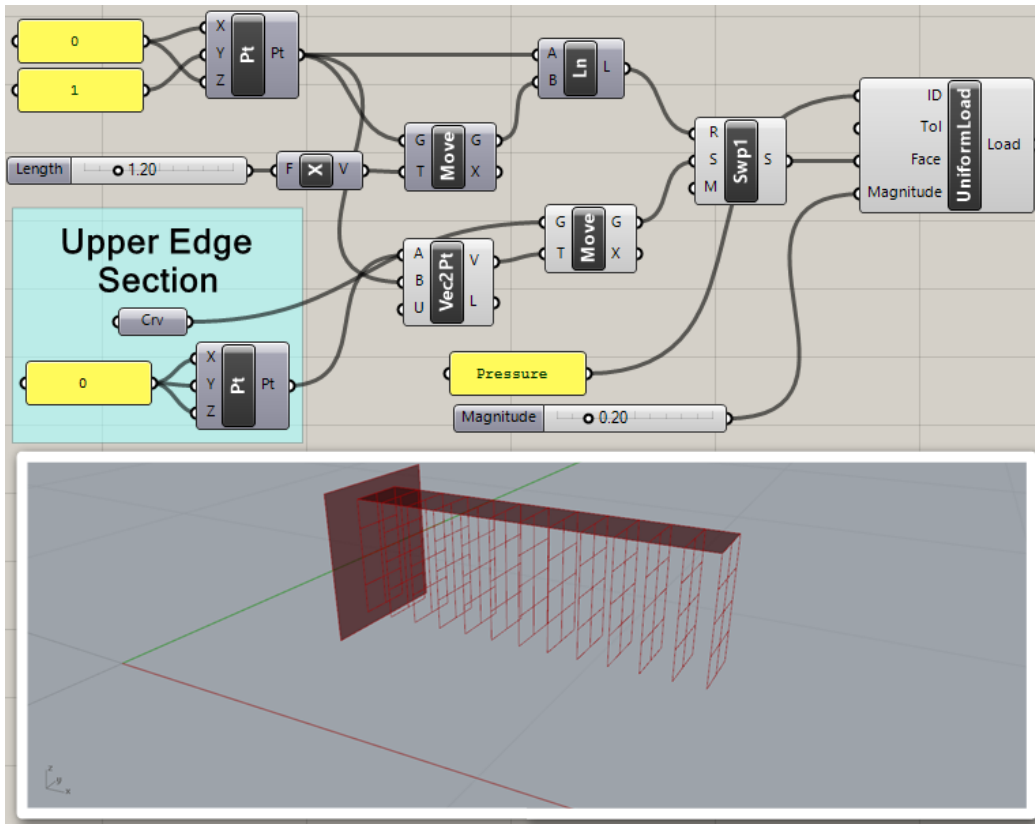 0
1
X
Y
Z
Pt
Pt
A
B
Ln
L
Length
1.20
F
X
V
G
T
Move
G
X
R
S
M
Swp1
S
ID
Tol
Face
Magnitude
UniformLoad
Load
Upper Edge
Section
Crv
0
X
Y
Z
Pt
Pt
A
B
U
Vec2Pt
V
L
G
T
Move
G
X
Pressure
Magnitude
0.20
z
y
x